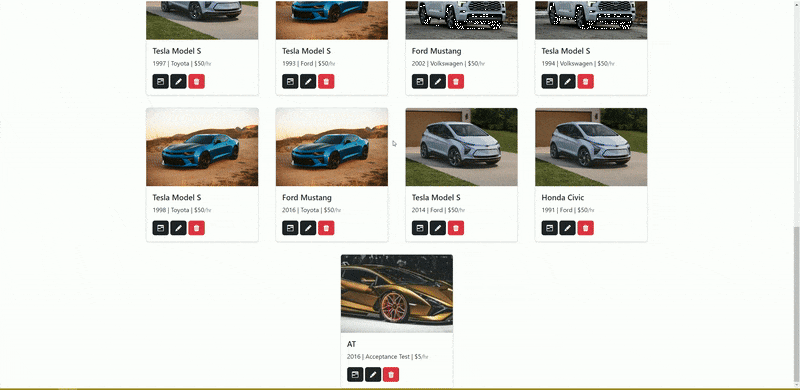 Tesla Model S
1997 | Toyota | $50/hr
Tesla Model S
1993 | Ford | $50/hr
Ford Mustang
2002 | Volkswagen | $50/hr
Tesla Model S
1994 | Volkswagen | $50/hr
Tesla Model S
1998 | Toyota | $50/hr
Ford Mustang
2016 | Toyota | $50/hr
Tesla Model S
2014 | Ford | $50/hr
Honda Civic
1991 | Ford | $50/hr
AT
2016 | Acceptance Test | $5/hr